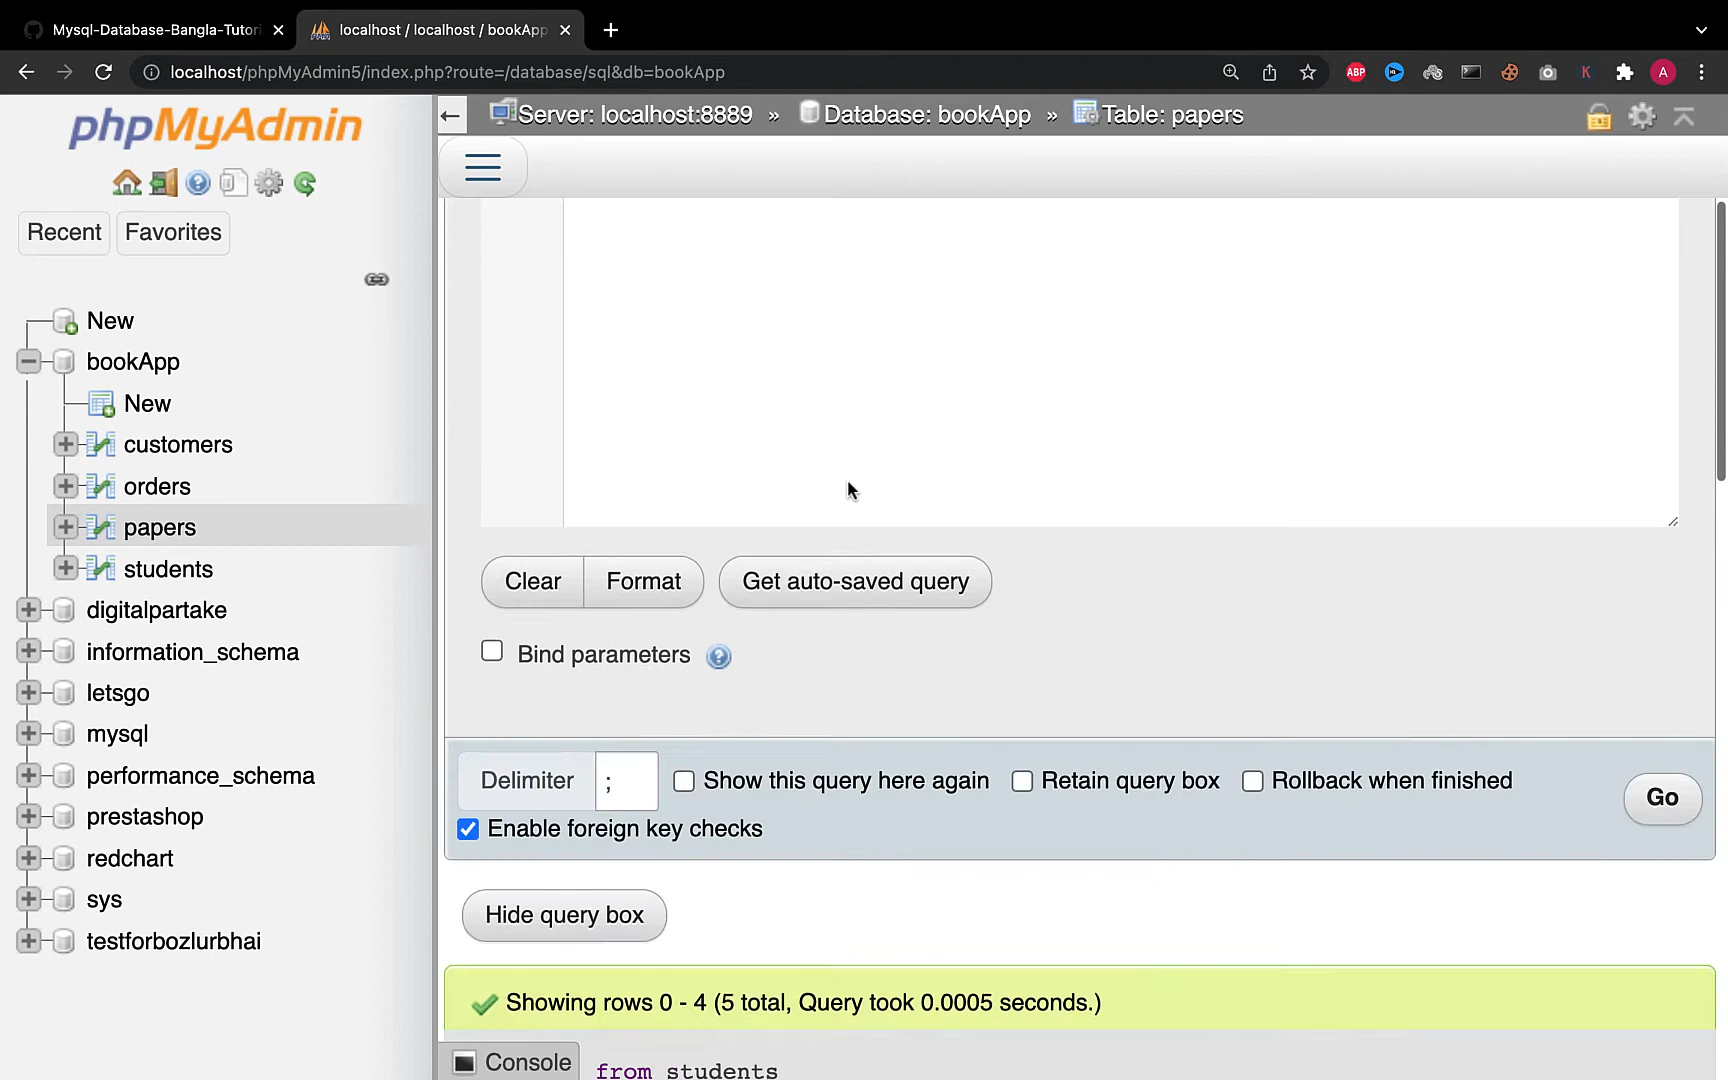 Mysql-Database-Bangla-Tutori
localhost / localhost / bookApp
localhost/phpMyAdmin5/index.php?route=/database/sql&db=bookApp
ABP
K
A
phpMyAdmin
Server: localhost:8889 » Database: bookApp » Table: papers
Recent
Favorites
New
bookApp
New
customers
orders
papers
students
digitalpartake
information_schema
letsgo
mysql
performance_schema
prestashop
redchart
sys
testforbozlurbhai
Clear
Format
Get auto-saved query
Bind parameters
Delimiter
;
Show this query here again
Retain query box
Rollback when finished
Enable foreign key checks
Go
Hide query box
Showing rows 0 - 4 (5 total, Query took 0.0005 seconds.)
Console
from students